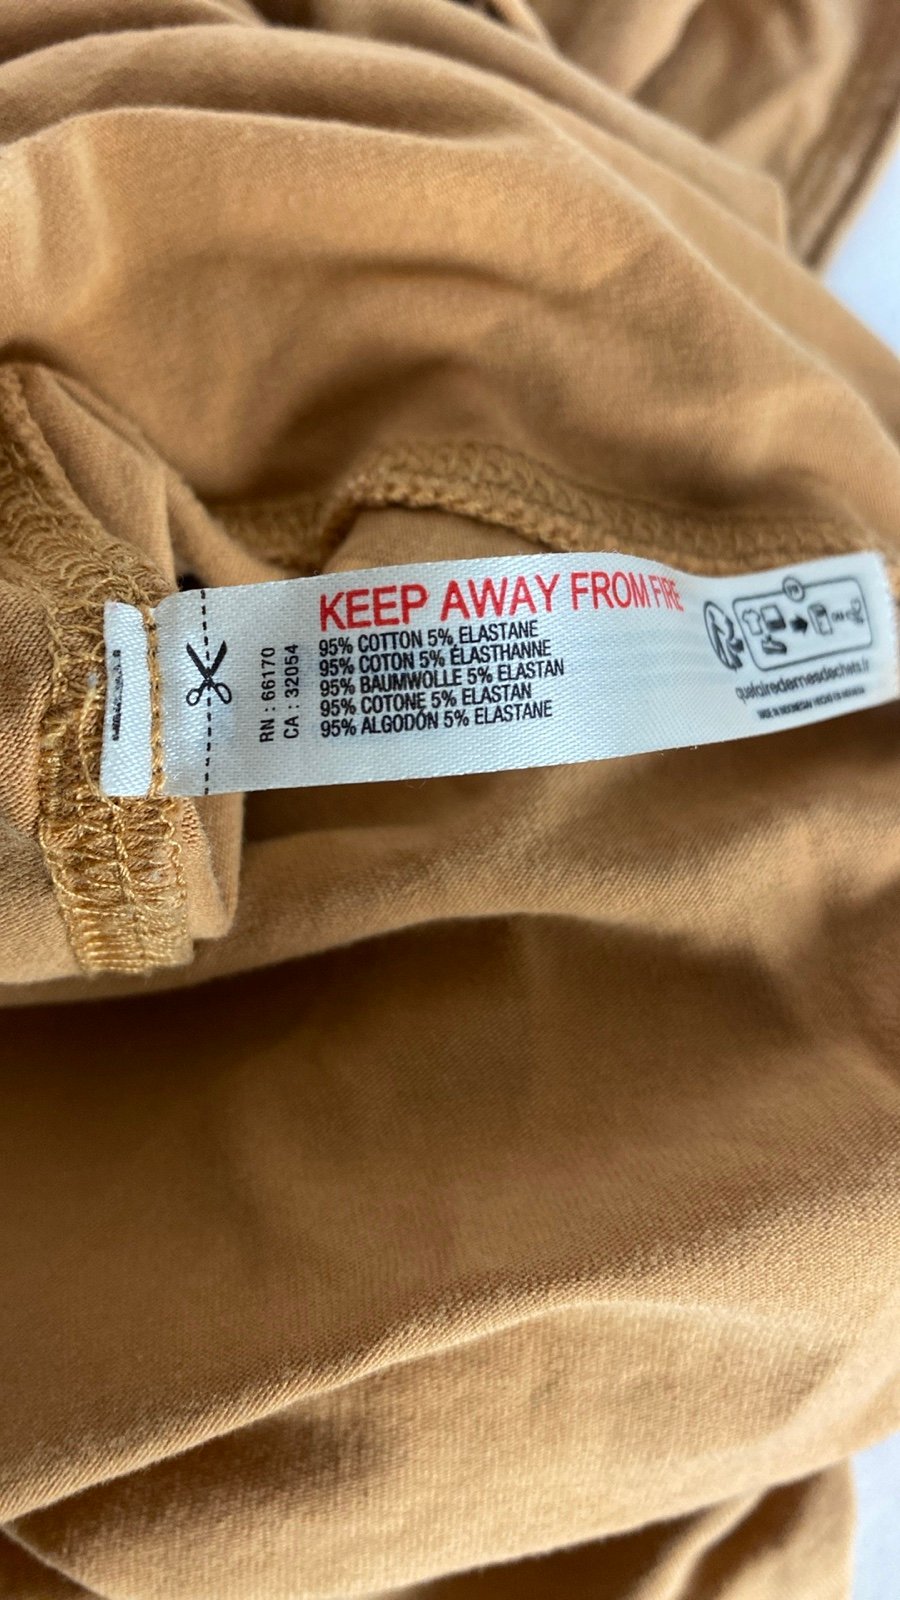 RN : 66170
CA : 32054
KEEP AWAY FROM FIRE
95% COTTON 5% ELASTANE
95% COTON 5% ÉLASTHANNE
95% BAUMWOLLE 5% ELASTAN
95% COTONE 5% ELASTAN
95% ALGODÓN 5% ELASTANE
FR
quefairedemesdechets.fr